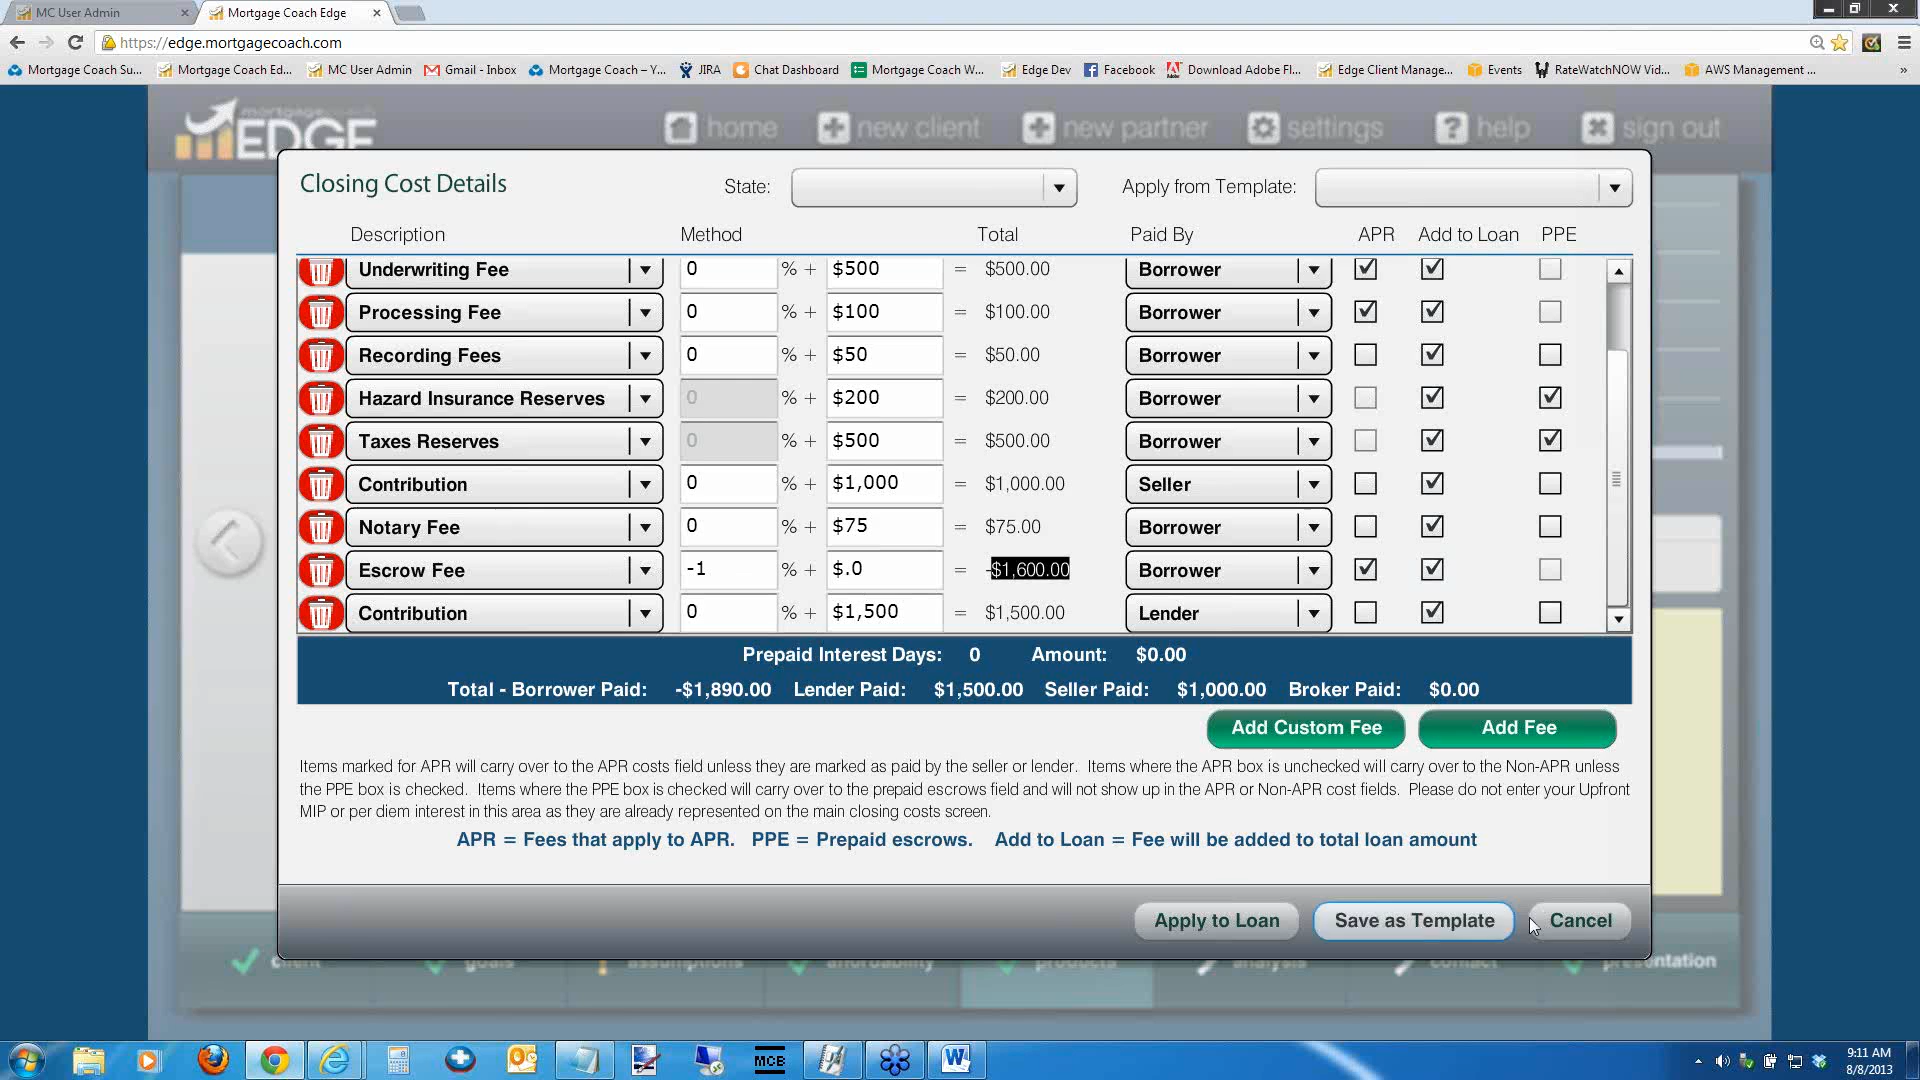 MC User Admin × Mortgage Coach Edge ×
https://edge.mortgagecoach.com
Mortgage Coach Su... Mortgage Coach Ed... MC User Admin Gmail - Inbox Mortgage Coach – Y... JIRA Chat Dashboard Mortgage Coach W... Edge Dev Facebook Download Adobe Fl... Edge Client Manage... Events RateWatchNOW Vid... AWS Management ... »
mortgage
EDGE home new client new partner settings help sign out
Closing Cost Details State: Apply from Template:
Description Method Total Paid By APR Add to Loan PPE
Underwriting Fee 0 % + $500 = $500.00 Borrower
Processing Fee 0 % + $100 = $100.00 Borrower
Recording Fees 0 % + $50 = $50.00 Borrower
Hazard Insurance Reserves 0 % + $200 = $200.00 Borrower
Taxes Reserves 0 % + $500 = $500.00 Borrower
Contribution 0 % + $1,000 = $1,000.00 Seller
Notary Fee 0 % + $75 = $75.00 Borrower
Escrow Fee -1 % + $.0 = -$1,600.00 Borrower
Contribution 0 % + $1,500 = $1,500.00 Lender
Prepaid Interest Days: 0 Amount: $0.00
Total - Borrower Paid: -$1,890.00 Lender Paid: $1,500.00 Seller Paid: $1,000.00 Broker Paid: $0.00
Add Custom Fee Add Fee
Items marked for APR will carry over to the APR costs field unless they are marked as paid by the seller or lender. Items where the APR box is unchecked will carry over to the Non-APR unless
the PPE box is checked. Items where the PPE box is checked will carry over to the prepaid escrows field and will not show up in the APR or Non-APR cost fields. Please do not enter your Upfront
MIP or per diem interest in this area as they are already represented on the main closing costs screen.
APR = Fees that apply to APR. PPE = Prepaid escrows. Add to Loan = Fee will be added to total loan amount
Apply to Loan Save as Template Cancel
client goals assumptions affordability products analysis contact presentation
MCB
9:11 AM
8/8/2013